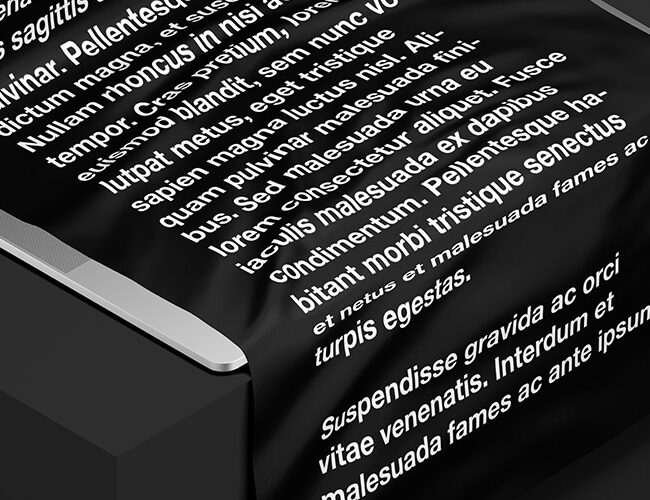 sagittis
Pellentesq
dictum magna, et sus
Nullam rhoncus in nisi a
tempor. Cras pretium, lorem
euismod blandit, sem nunc vo
lutpat metus, eget tristique
sapien magna luctus nisl. Ali-
quam pulvinar malesuada fini-
bus. Sed malesuada urna eu
lorem consectetur aliquet. Fusce
iaculis malesuada ex dapibus
condimentum. Pellentesque ha-
bitant morbi tristique senectus
et netus et malesuada fames ac
turpis egestas.
Suspendisse gravida ac orci
vitae venenatis. Interdum et
malesuada fames ac ante ipsum